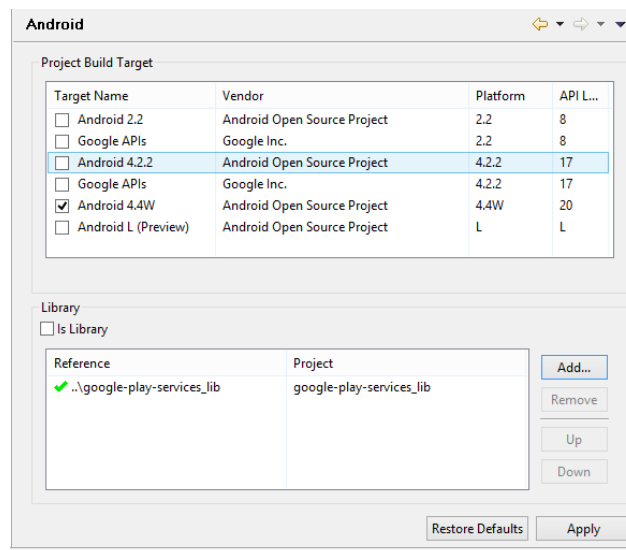 Android
Project Build Target
Target Name Vendor Platform API L...
Android 2.2 Android Open Source Project 2.2 8
Google APIs Google Inc. 2.2 8
Android 4.2.2 Android Open Source Project 4.2.2 17
Google APIs Google Inc. 4.2.2 17
Android 4.4W Android Open Source Project 4.4W 20
Android L (Preview) Android Open Source Project L L
Library
Is Library
Reference Project
..\google-play-services_lib google-play-services_lib
Add...
Remove
Up
Down
Restore Defaults Apply